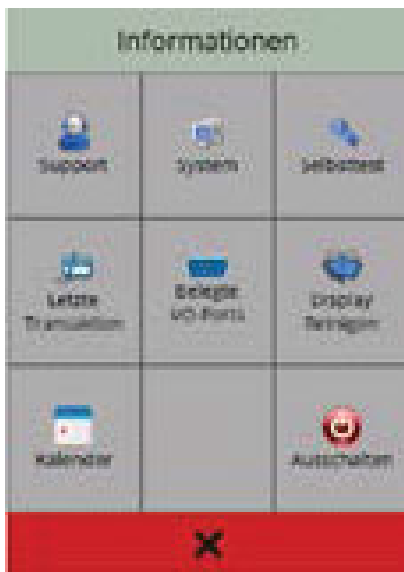 Informationen
Support
System
Selbsttest
Letzte
Transaktion
Belegte
I/O-Ports
Display
Reinigen
Kalender
Ausschalten